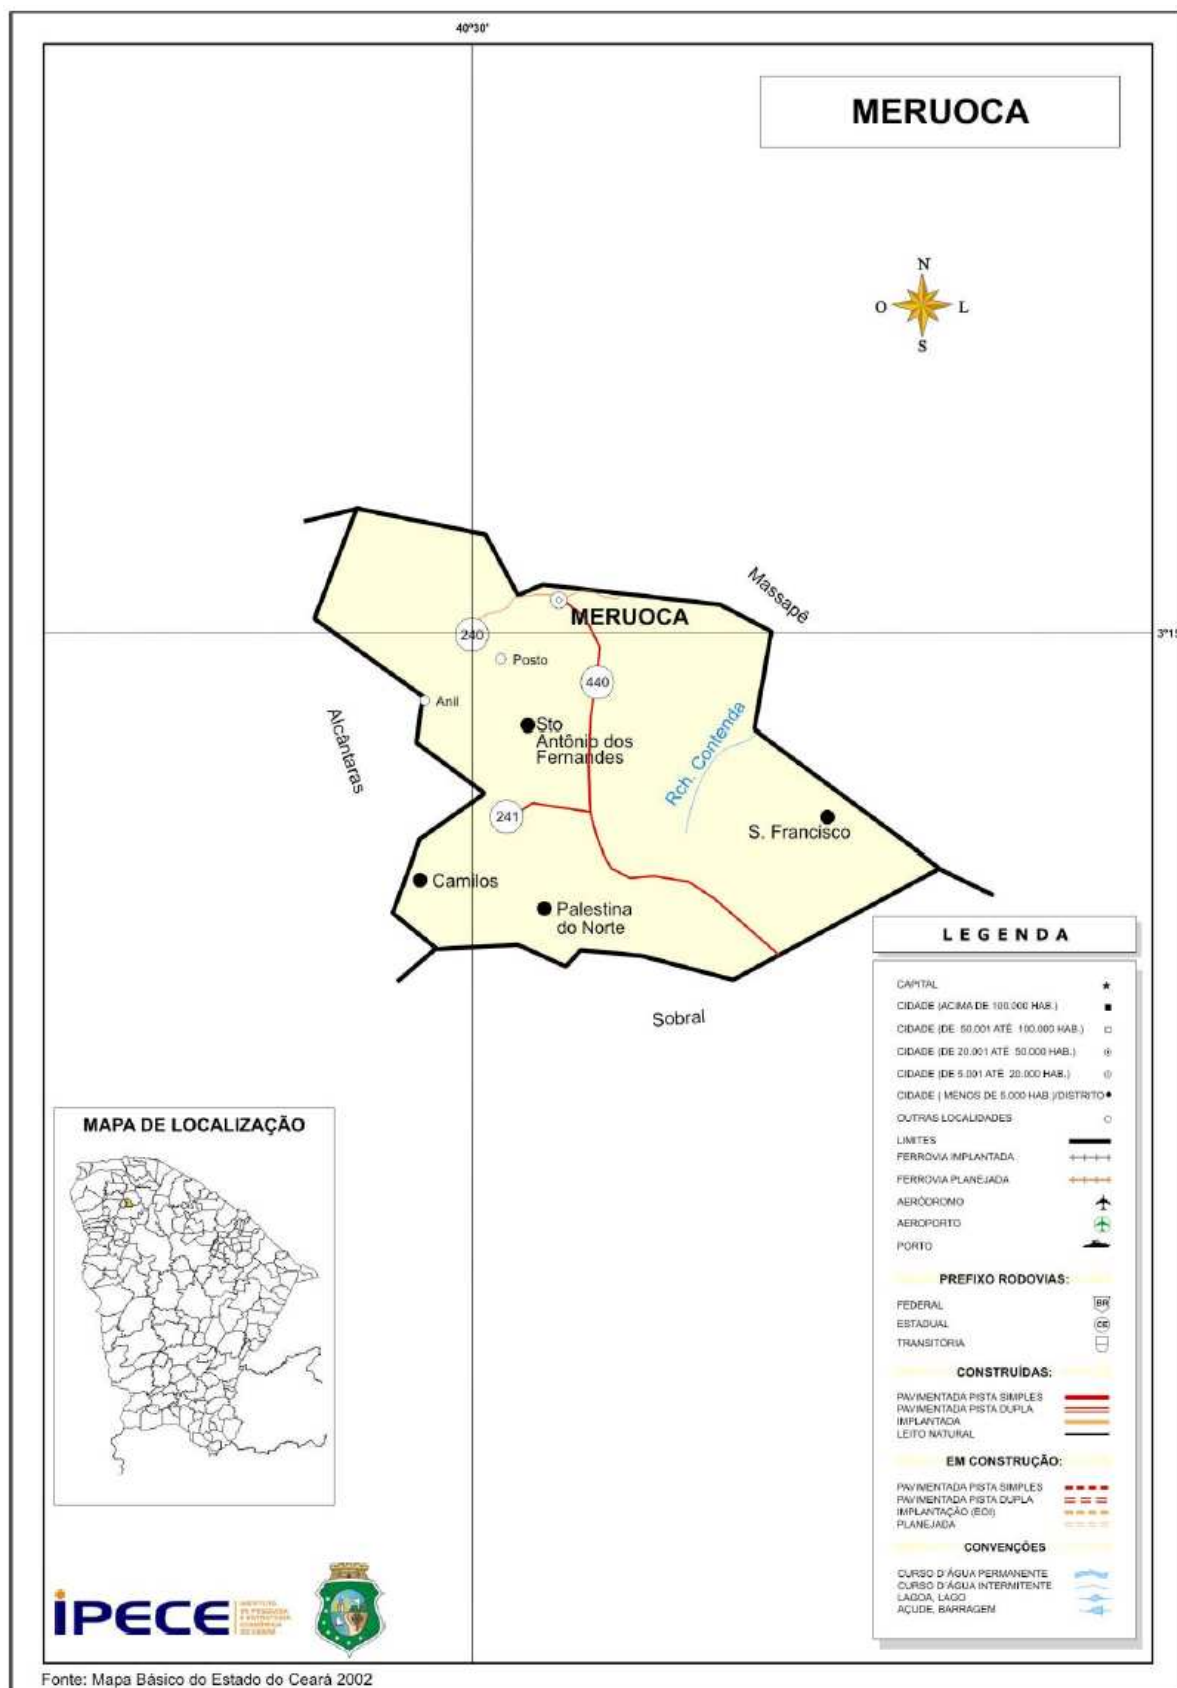 40º30'
MERUOCA
N
O L
S
Massapê
MERUOCA
3º15
240
Posto
440
Anil
Alcântaras
Sto
Antônio dos
Fernandes
Rch. Contenda
241
S. Francisco
Camilos
Palestina
do Norte
Sobral
LEGENDA
CAPITAL
CIDADE (ACIMA DE 100.000 HAB.)
CIDADE (DE 50.001 ATÉ 100.000 HAB.)
CIDADE (DE 20.001 ATÉ 50.000 HAB.)
CIDADE (DE 5.001 ATÉ 20.000 HAB.)
CIDADE ( MENOS DE 5.000 HAB.)/DISTRITO
OUTRAS LOCALIDADES
LIMITES
FERROVIA IMPLANTADA
FERROVIA PLANEJADA
AERÓDROMO
AEROPORTO
PORTO
PREFIXO RODOVIAS:
FEDERAL BR
ESTADUAL CE
TRANSITÓRIA
CONSTRUÍDAS:
PAVIMENTADA PISTA SIMPLES
PAVIMENTADA PISTA DUPLA
IMPLANTADA
LEITO NATURAL
EM CONSTRUÇÃO:
PAVIMENTADA PISTA SIMPLES
PAVIMENTADA PISTA DUPLA
IMPLANTAÇÃO (EOI)
PLANEJADA
CONVENÇÕES
CURSO D'ÁGUA PERMANENTE
CURSO D'ÁGUA INTERMITENTE
LAGOA, LAGO
AÇUDE, BARRAGEM
MAPA DE LOCALIZAÇÃO
IPECE
Fonte: Mapa Básico do Estado do Ceará 2002